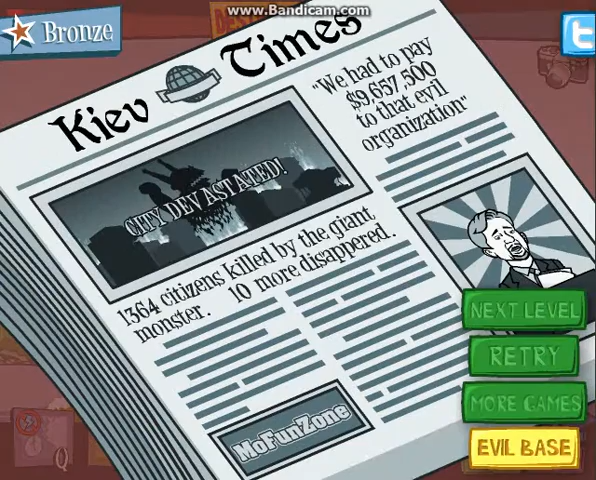 www.Bandicam.com
Bronze
Kiev Times
"We had to pay
$9,657,500
to that evil
organization"
CITY DEVASTATED!
1364 citizens killed by the giant
monster. 10 more disappered.
MoFunZone
NEXT LEVEL
RETRY
MORE GAMES
EVIL BASE
Q